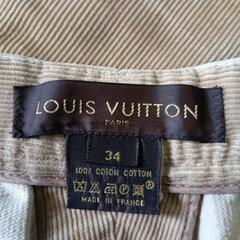 LOUIS VUITTON
PARIS
34
100% COTON COTTON
MADE IN FRANCE